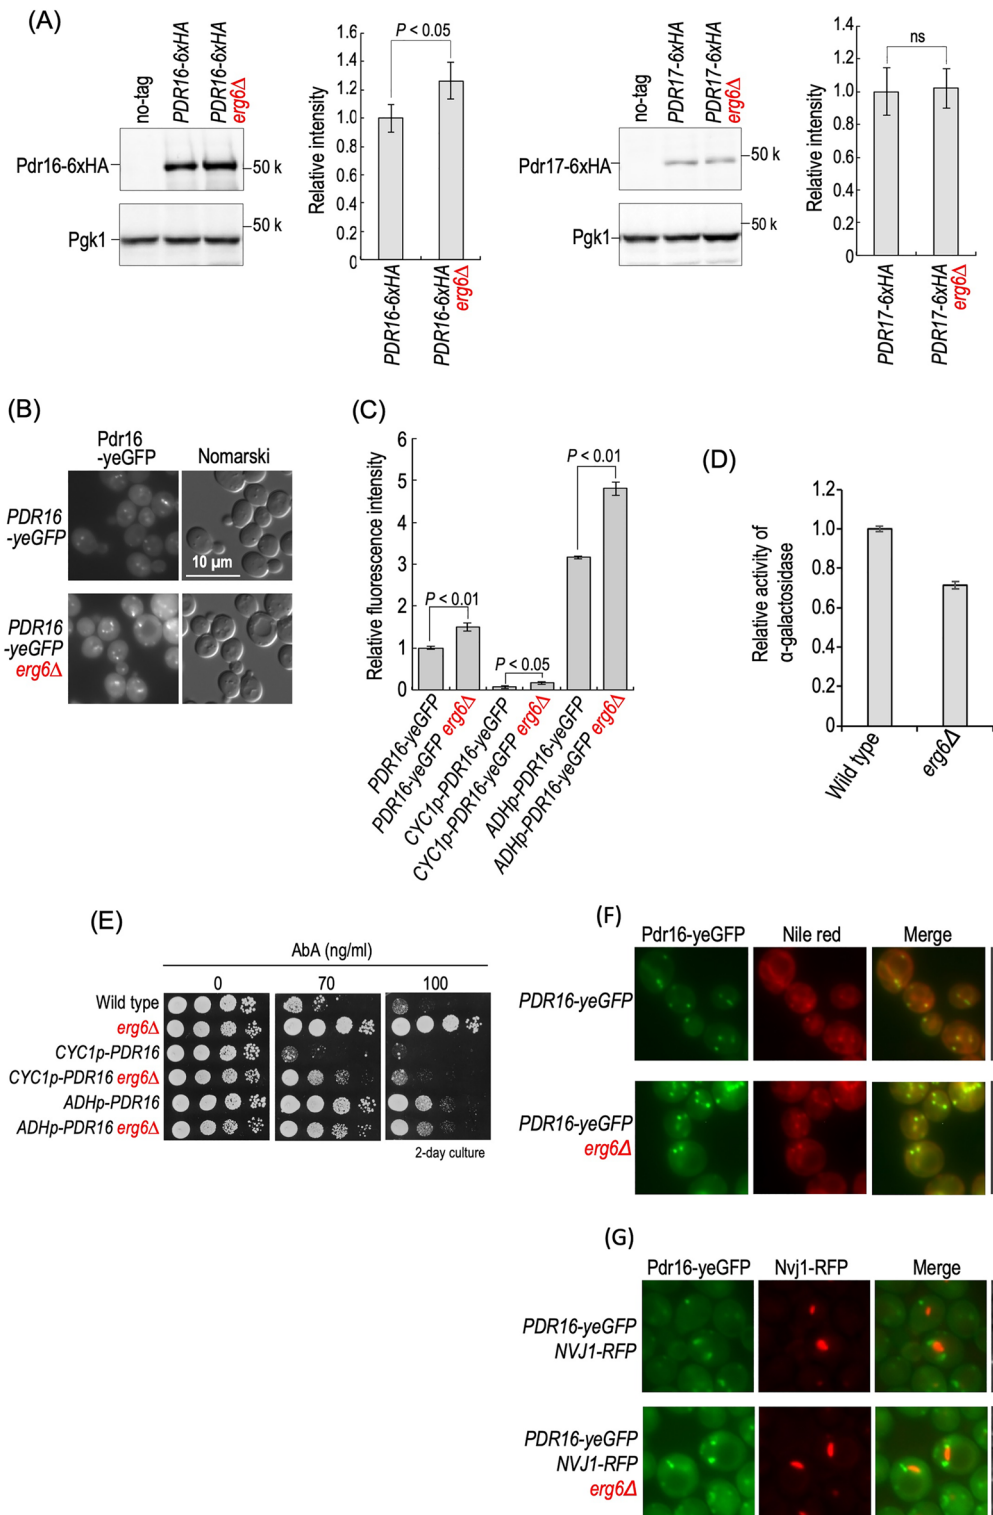 (A)
no-tag
PDR16-6xHA
PDR16-6xHA
erg6Δ
Pdr16-6xHA
50 k
Pgk1
50 k
Relative intensity
1.6
1.4
1.2
1.0
0.8
0.6
0.4
0.2
0
P < 0.05
PDR16-6xHA
PDR16-6xHA
erg6Δ
no-tag
PDR17-6xHA
PDR17-6xHA
erg6Δ
Pdr17-6xHA
50 k
Pgk1
50 k
Relative intensity
1.4
1.2
1.0
0.8
0.6
0.4
0.2
0
ns
PDR17-6xHA
PDR17-6xHA
erg6Δ
(B)
Pdr16
-yeGFP
Nomarski
PDR16
-yeGFP
10 µm
PDR16
-yeGFP
erg6Δ
(C)
Relative fluorescence intensity
6
5
4
3
2
1
0
P < 0.01
P < 0.05
P < 0.01
PDR16-yeGFP
PDR16-yeGFP erg6Δ
CYC1p-PDR16-yeGFP
CYC1p-PDR16-yeGFP erg6Δ
ADHp-PDR16-yeGFP
ADHp-PDR16-yeGFP erg6Δ
(D)
Relative activity of
α-galactosidase
1.2
1.0
0.8
0.6
0.4
0.2
0
Wild type
erg6Δ
(E)
AbA (ng/ml)
0 70 100
Wild type
erg6Δ
CYC1p-PDR16
CYC1p-PDR16 erg6Δ
ADHp-PDR16
ADHp-PDR16 erg6Δ
2-day culture
(F)
Pdr16-yeGFP Nile red Merge
PDR16-yeGFP
PDR16-yeGFP
erg6Δ
(G)
Pdr16-yeGFP Nvj1-RFP Merge
PDR16-yeGFP
NVJ1-RFP
PDR16-yeGFP
NVJ1-RFP
erg6Δ